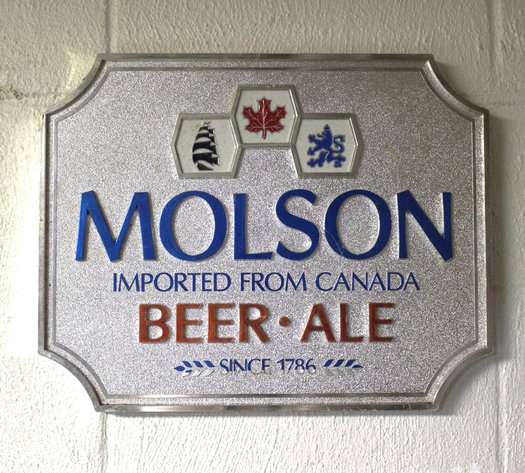 MOLSON
IMPORTED FROM CANADA
BEER · ALE
SINCE 1786